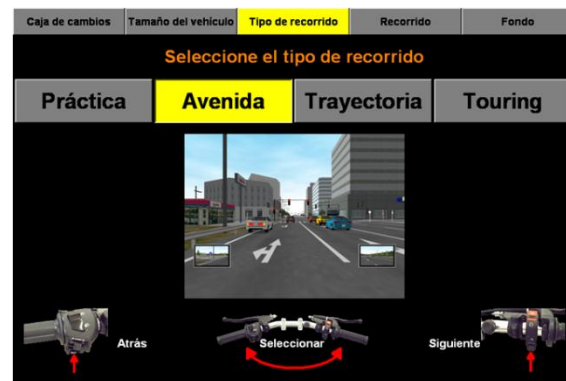 Caja de cambios Tamaño del vehículo Tipo de recorrido Recorrido Fondo
Seleccione el tipo de recorrido
Práctica Avenida Trayectoria Touring
Atrás Seleccionar Siguiente